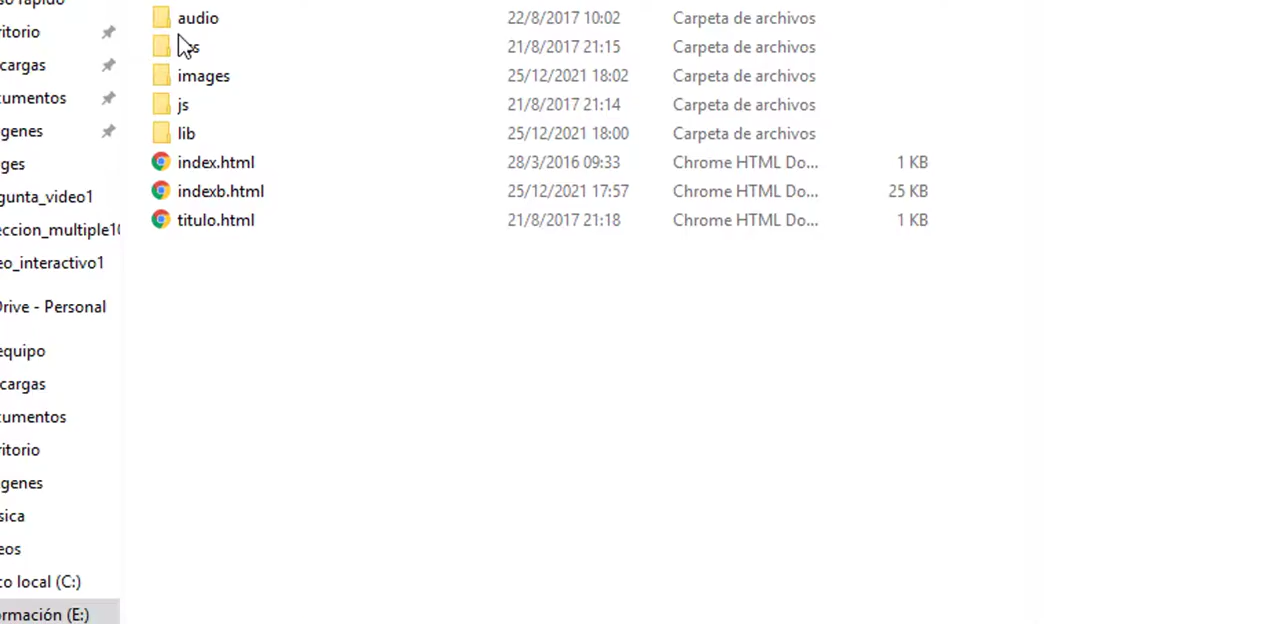 audio 22/8/2017 10:02 Carpeta de archivos
21/8/2017 21:15 Carpeta de archivos
images 25/12/2021 18:02 Carpeta de archivos
js 21/8/2017 21:14 Carpeta de archivos
lib 25/12/2021 18:00 Carpeta de archivos
index.html 28/3/2016 09:33 Chrome HTML Do... 1 KB
indexb.html 25/12/2021 17:57 Chrome HTML Do... 25 KB
titulo.html 21/8/2017 21:18 Chrome HTML Do... 1 KB
ritorio
cargas
cumentos
genes
ges
gunta_video1
eccion_multiple10
eo_interactivo1
Drive - Personal
equipo
cargas
cumentos
ritorio
genes
sica
eos
co local (C:)
ormación (E:)